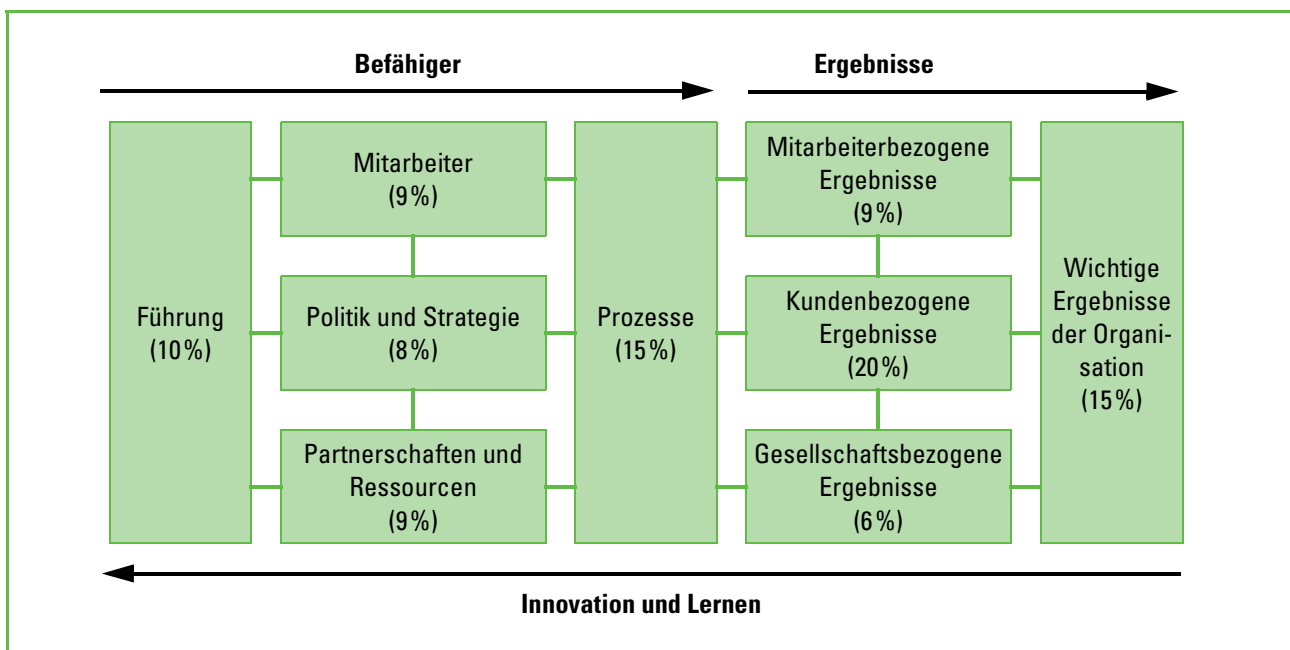 Befähiger
Ergebnisse
Führung
(10%)
Mitarbeiter
(9%)
Politik und Strategie
(8%)
Partnerschaften und
Ressourcen
(9%)
Prozesse
(15%)
Mitarbeiterbezogene
Ergebnisse
(9%)
Kundenbezogene
Ergebnisse
(20%)
Gesellschaftsbezogene
Ergebnisse
(6%)
Wichtige
Ergebnisse
der Organi-
sation
(15%)
Innovation und Lernen